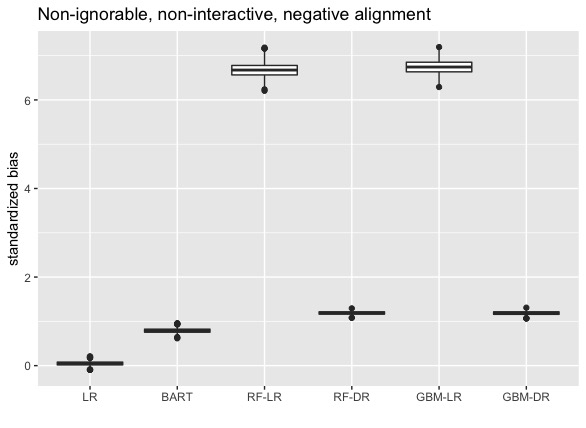 Non-ignorable, non-interactive, negative alignment
standardized bias
6
4
2
0
LR BART RF-LR RF-DR GBM-LR GBM-DR